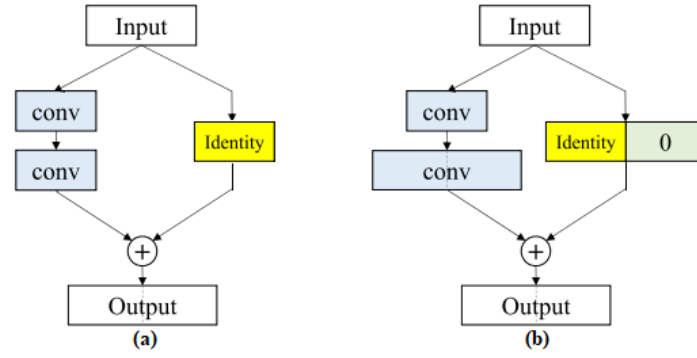 Input
conv
Identity
conv
+
Output
(a)
Input
conv
Identity
0
conv
+
Output
(b)